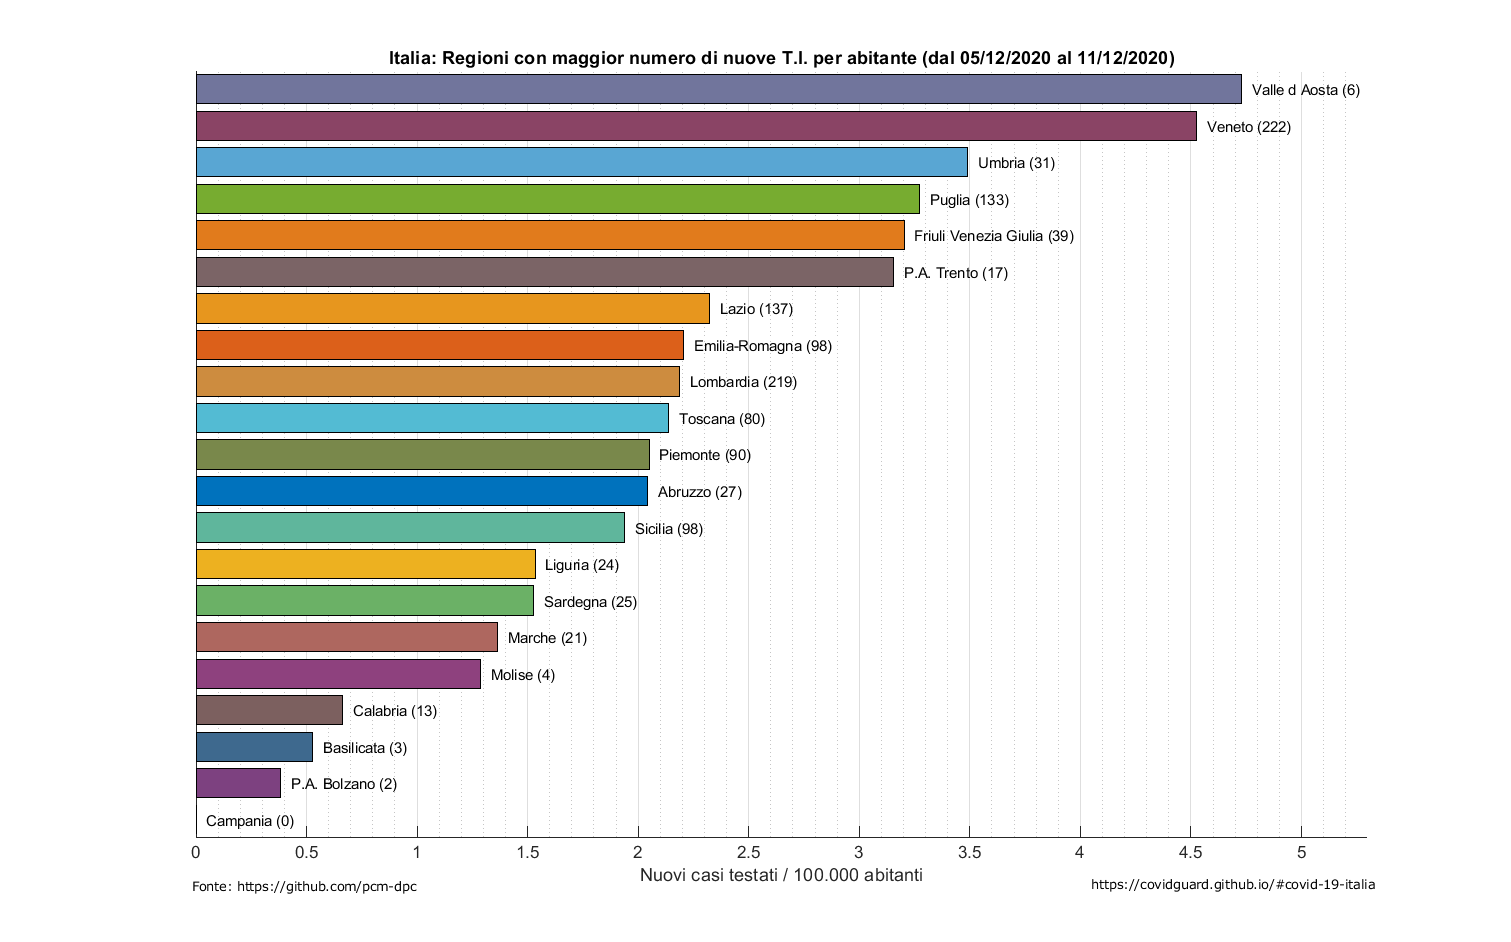 Italia: Regioni con maggior numero di nuove T.I. per abitante (dal 05/12/2020 al 11/12/2020)
Valle d Aosta (6)
Veneto (222)
Umbria (31)
Puglia (133)
Friuli Venezia Giulia (39)
P.A. Trento (17)
Lazio (137)
Emilia-Romagna (98)
Lombardia (219)
Toscana (80)
Piemonte (90)
Abruzzo (27)
Sicilia (98)
Liguria (24)
Sardegna (25)
Marche (21)
Molise (4)
Calabria (13)
Basilicata (3)
P.A. Bolzano (2)
Campania (0)
0 0.5 1 1.5 2 2.5 3 3.5 4 4.5 5
Nuovi casi testati / 100.000 abitanti
Fonte: https://github.com/pcm-dpc
https://covidguard.github.io/#covid-19-italia